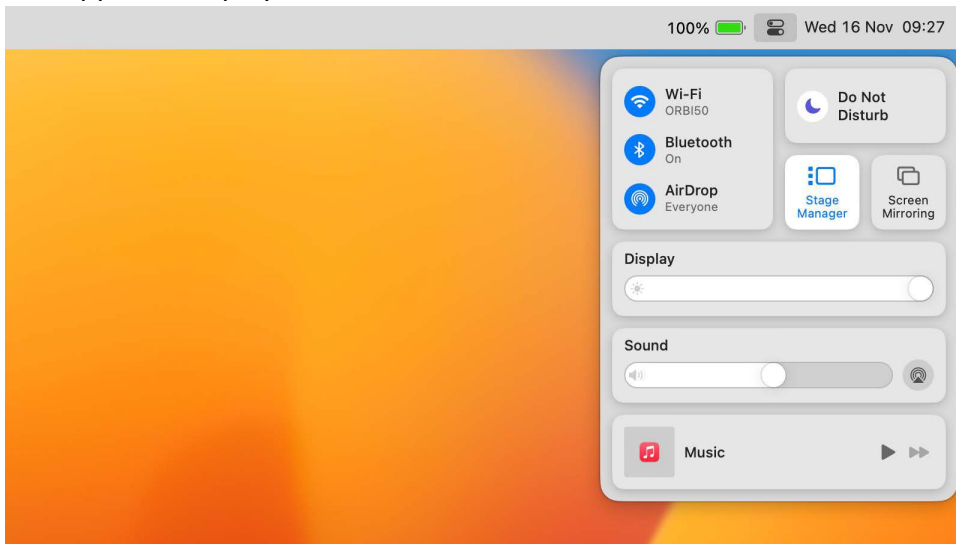 100% Wed 16 Nov 09:27
Wi-Fi
ORBI50
Bluetooth
On
AirDrop
Everyone
Do Not
Disturb
Stage
Manager
Screen
Mirroring
Display
Sound
Music